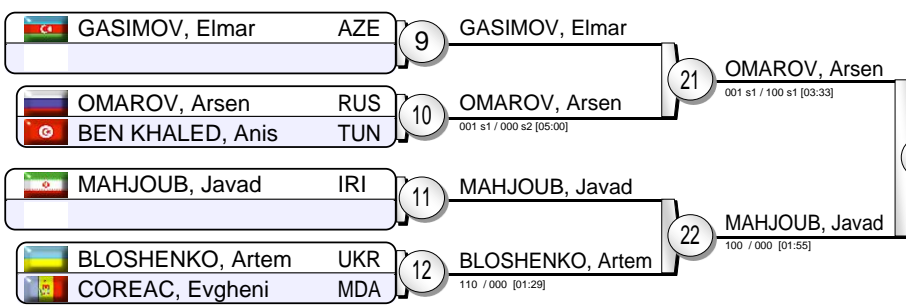 GASIMOV, Elmar AZE
9
GASIMOV, Elmar
21
OMAROV, Arsen
001 s1 / 100 s1 [03:33]
OMAROV, Arsen RUS
BEN KHALED, Anis TUN
10
OMAROV, Arsen
001 s1 / 000 s2 [05:00]
MAHJOUB, Javad IRI
11
MAHJOUB, Javad
22
MAHJOUB, Javad
100 / 000 [01:55]
BLOSHENKO, Artem UKR
COREAC, Evgheni MDA
12
BLOSHENKO, Artem
110 / 000 [01:29]